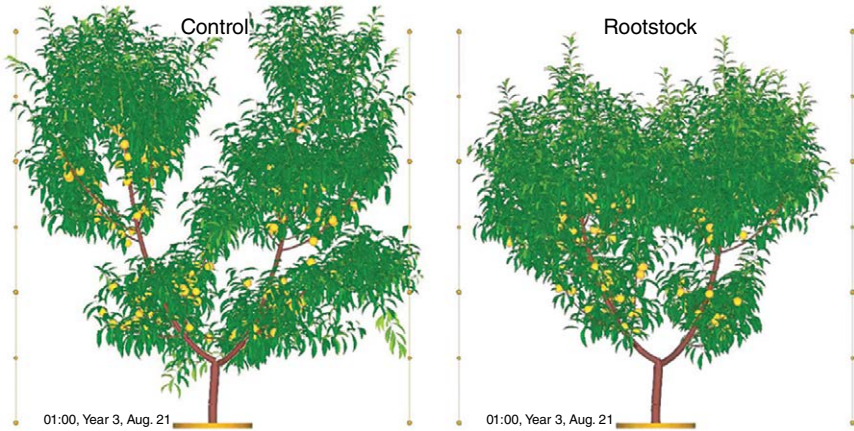 Control
Rootstock
01:00, Year 3, Aug. 21
01:00, Year 3, Aug. 21